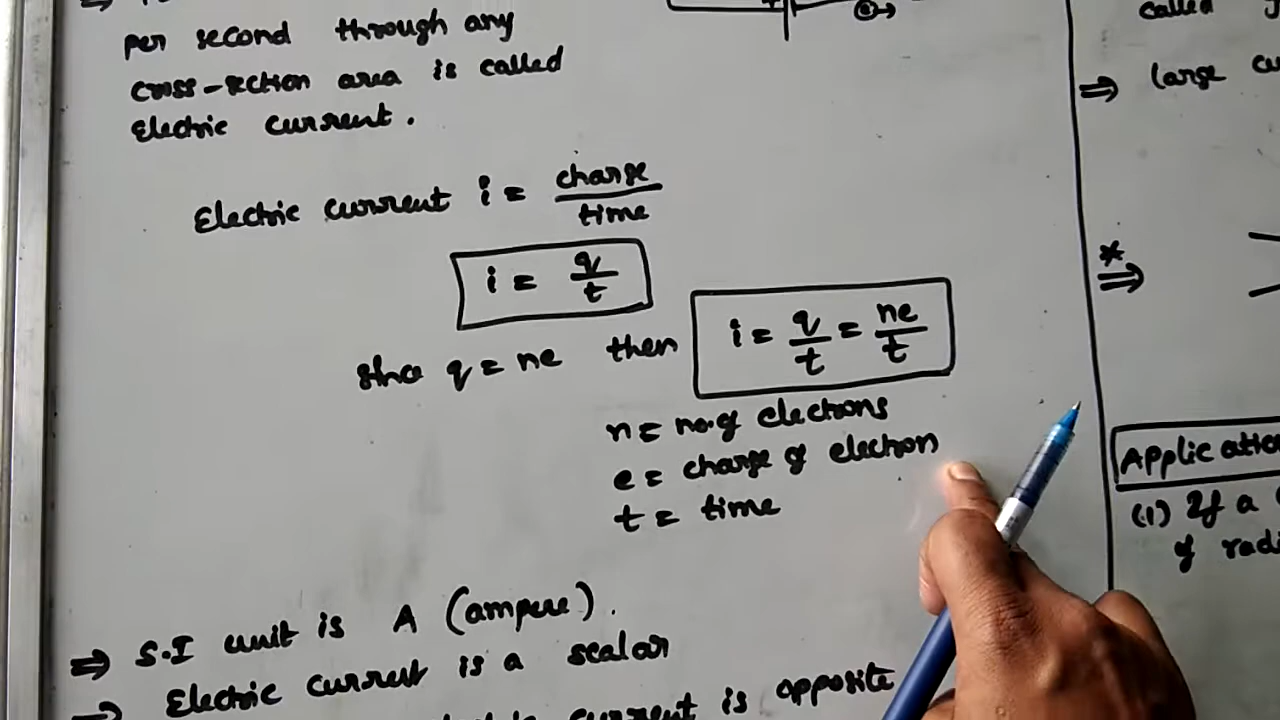 per second through any
cross-section area is called
Electric current.
Electric current i = charge/time
i = q/t
since q = ne then i = q/t = ne/t
n = no.of electrons
e = charge of electron
t = time
⇒ S.I unit is A (ampere).
⇒ Electric current is a scalar
current is opposite
called
⇒ large
*
⇒
Application
(1) If a
of